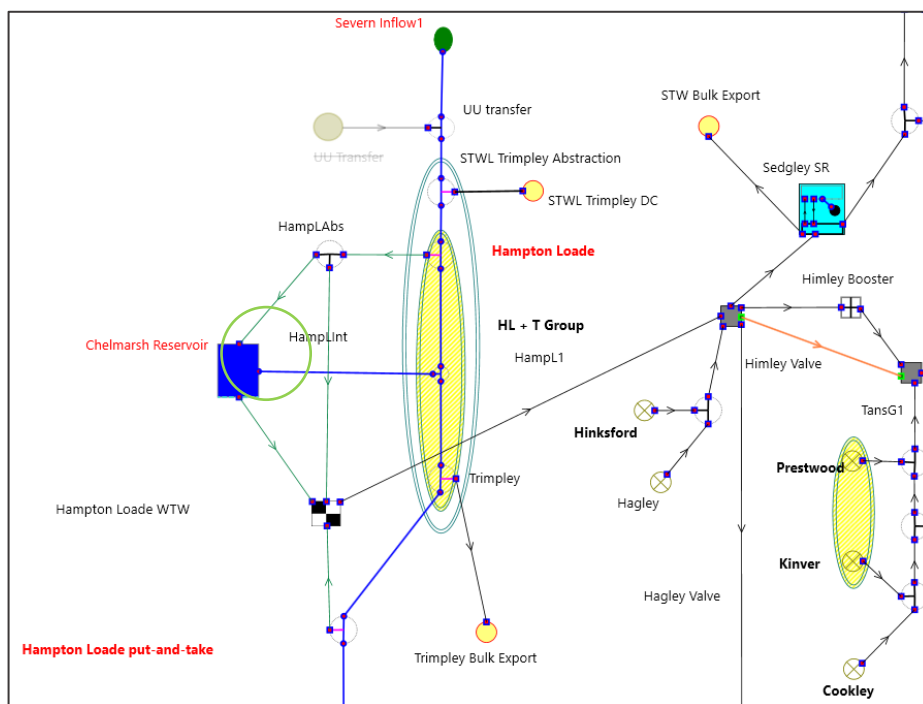 Severn Inflow1
UU transfer
UU Transfer
STW Bulk Export
STWL Trimpley Abstraction
Sedgley SR
STWL Trimpley DC
HampLAbs
Hampton Loade
Himley Booster
HL + T Group
HampLInt
Chelmarsh Reservoir
HampL1
Himley Valve
TansG1
Hinksford
Prestwood
Trimpley
Hagley
Hampton Loade WTW
Kinver
Hagley Valve
Hampton Loade put-and-take
Trimpley Bulk Export
Cookley